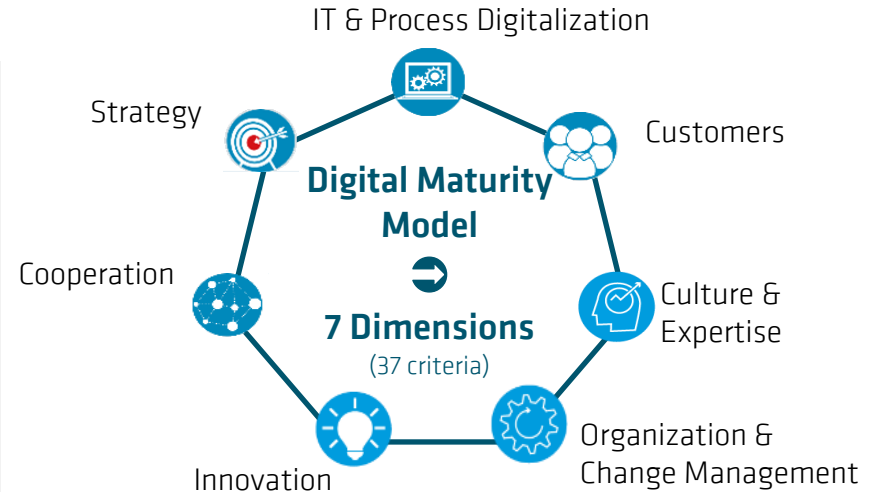 IT & Process Digitalization
Strategy
Customers
Digital Maturity
Model
Cooperation
Culture &
Expertise
7 Dimensions
(37 criteria)
Organization &
Change Management
Innovation